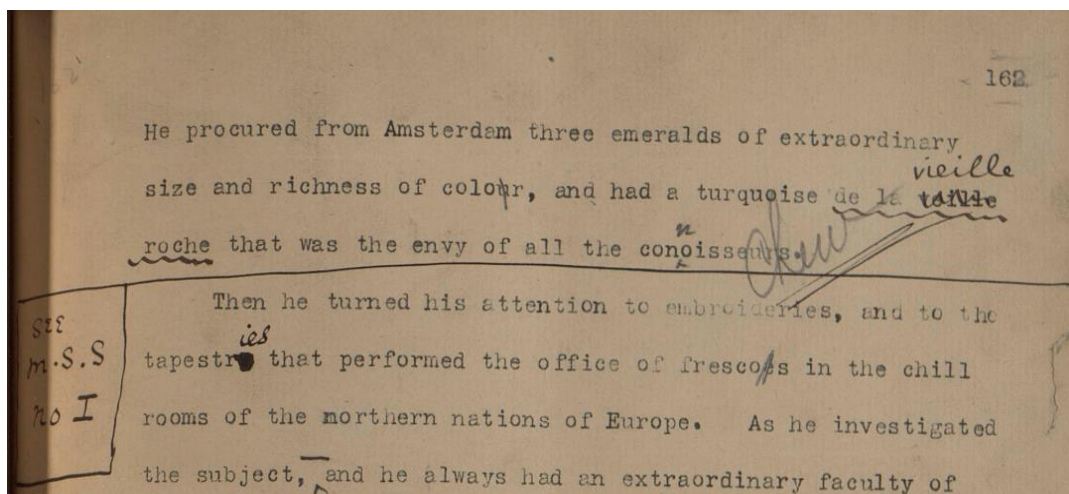 162
He procured from Amsterdam three emeralds of extraordinary
vieille
size and richness of colour, and had a turquoise de la taille
n
roche that was the envy of all the conoisseurs.
Then he turned his attention to embroideries, and to the
SEE
ies
tapestr that performed the office of frescoes in the chill
m.S.S
no I
rooms of the northern nations of Europe. As he investigated
the subject, and he always had an extraordinary faculty of